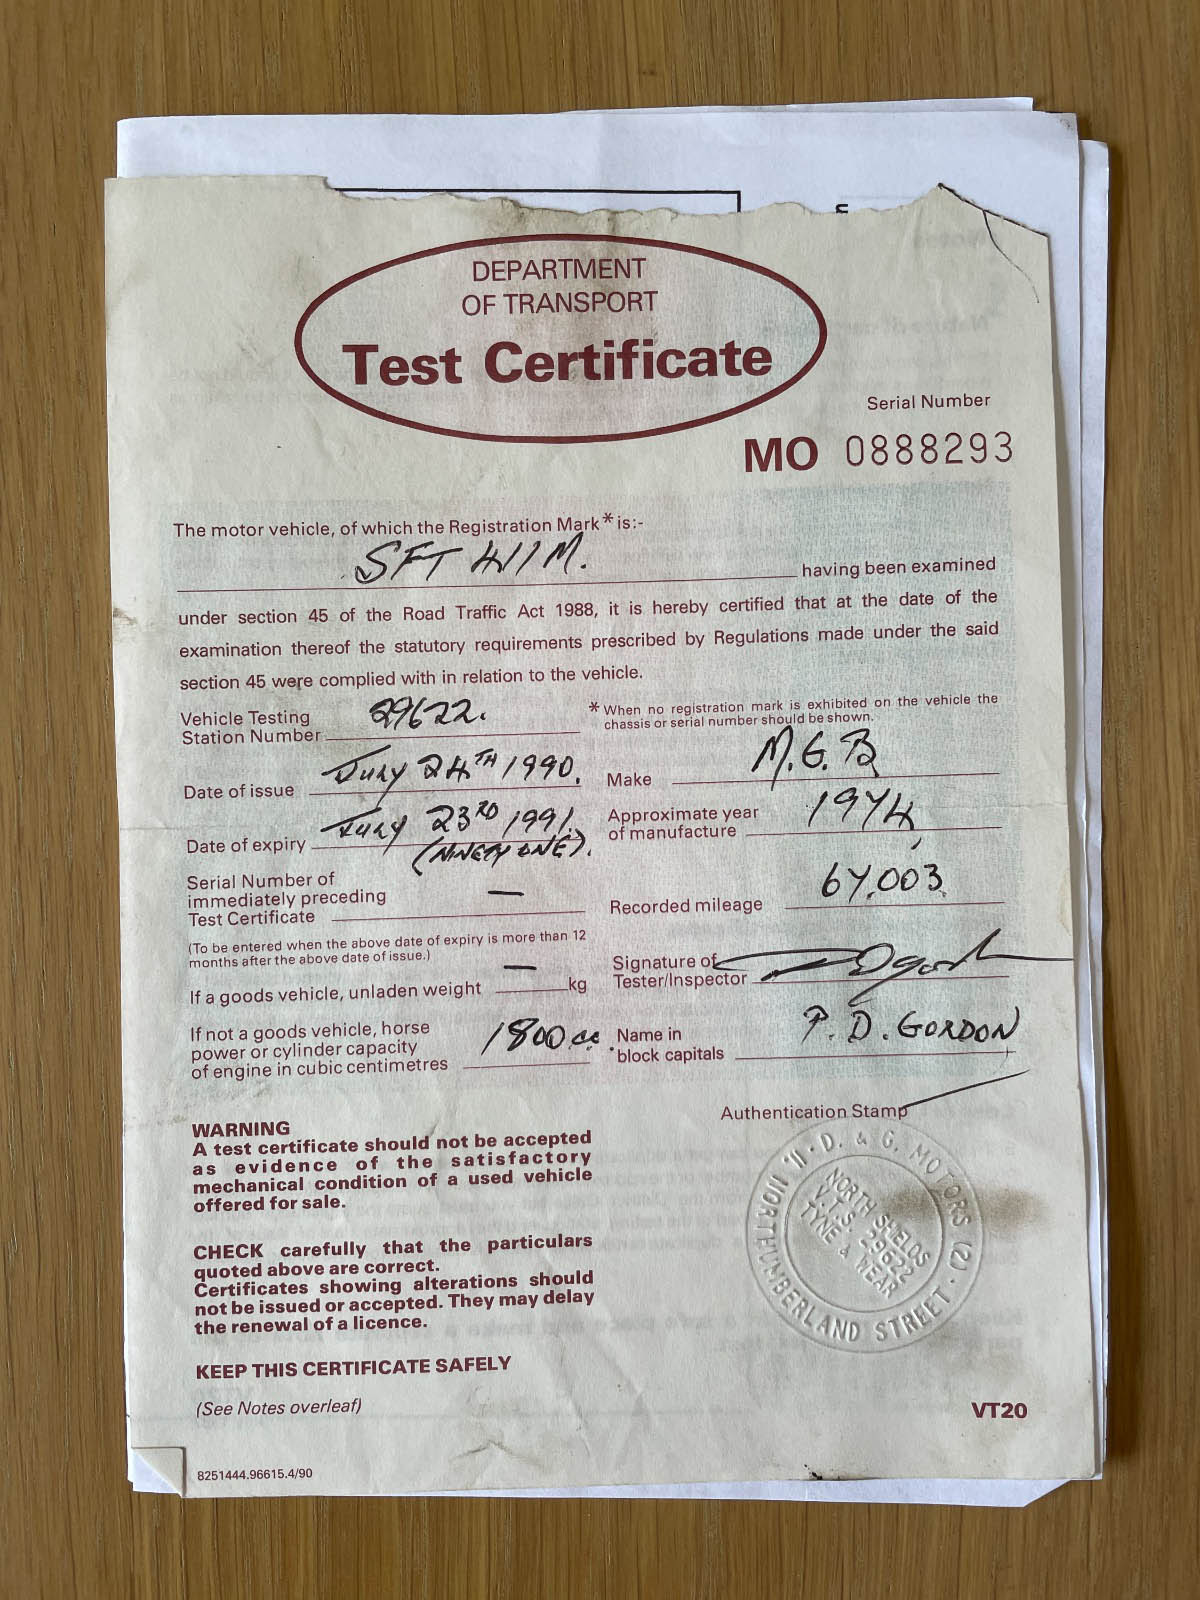 DEPARTMENT
OF TRANSPORT
Test Certificate
Serial Number
MO 0888293
The motor vehicle, of which the Registration Mark* is:-
SFT 411M.
having been examined
under section 45 of the Road Traffic Act 1988, it is hereby certified that at the date of the
examination thereof the statutory requirements prescribed by Regulations made under the said
section 45 were complied with in relation to the vehicle.
Vehicle Testing
Station Number 29622.
* When no registration mark is exhibited on the vehicle the
chassis or serial number should be shown.
Date of issue July 24TH 1990.
Make M.G.B
Date of expiry July 23RD 1991.
(NINETY ONE).
Approximate year
of manufacture 1974
Serial Number of
immediately preceding
Test Certificate —
Recorded mileage 67,003
(To be entered when the above date of expiry is more than 12
months after the above date of issue.)
Signature of
Tester/Inspector
If a goods vehicle, unladen weight — kg
If not a goods vehicle, horse
power or cylinder capacity
of engine in cubic centimetres 1800cc.
Name in
block capitals P. D. GORDON
Authentication Stamp
D. & G. MOTORS (2).
11. NORTHUMBERLAND STREET.
NORTH SHIELDS
V.T.S. 29622
TYNE & WEAR
WARNING
A test certificate should not be accepted
as evidence of the satisfactory
mechanical condition of a used vehicle
offered for sale.
CHECK carefully that the particulars
quoted above are correct.
Certificates showing alterations should
not be issued or accepted. They may delay
the renewal of a licence.
KEEP THIS CERTIFICATE SAFELY
(See Notes overleaf)
VT20
8251444.96615.4/90